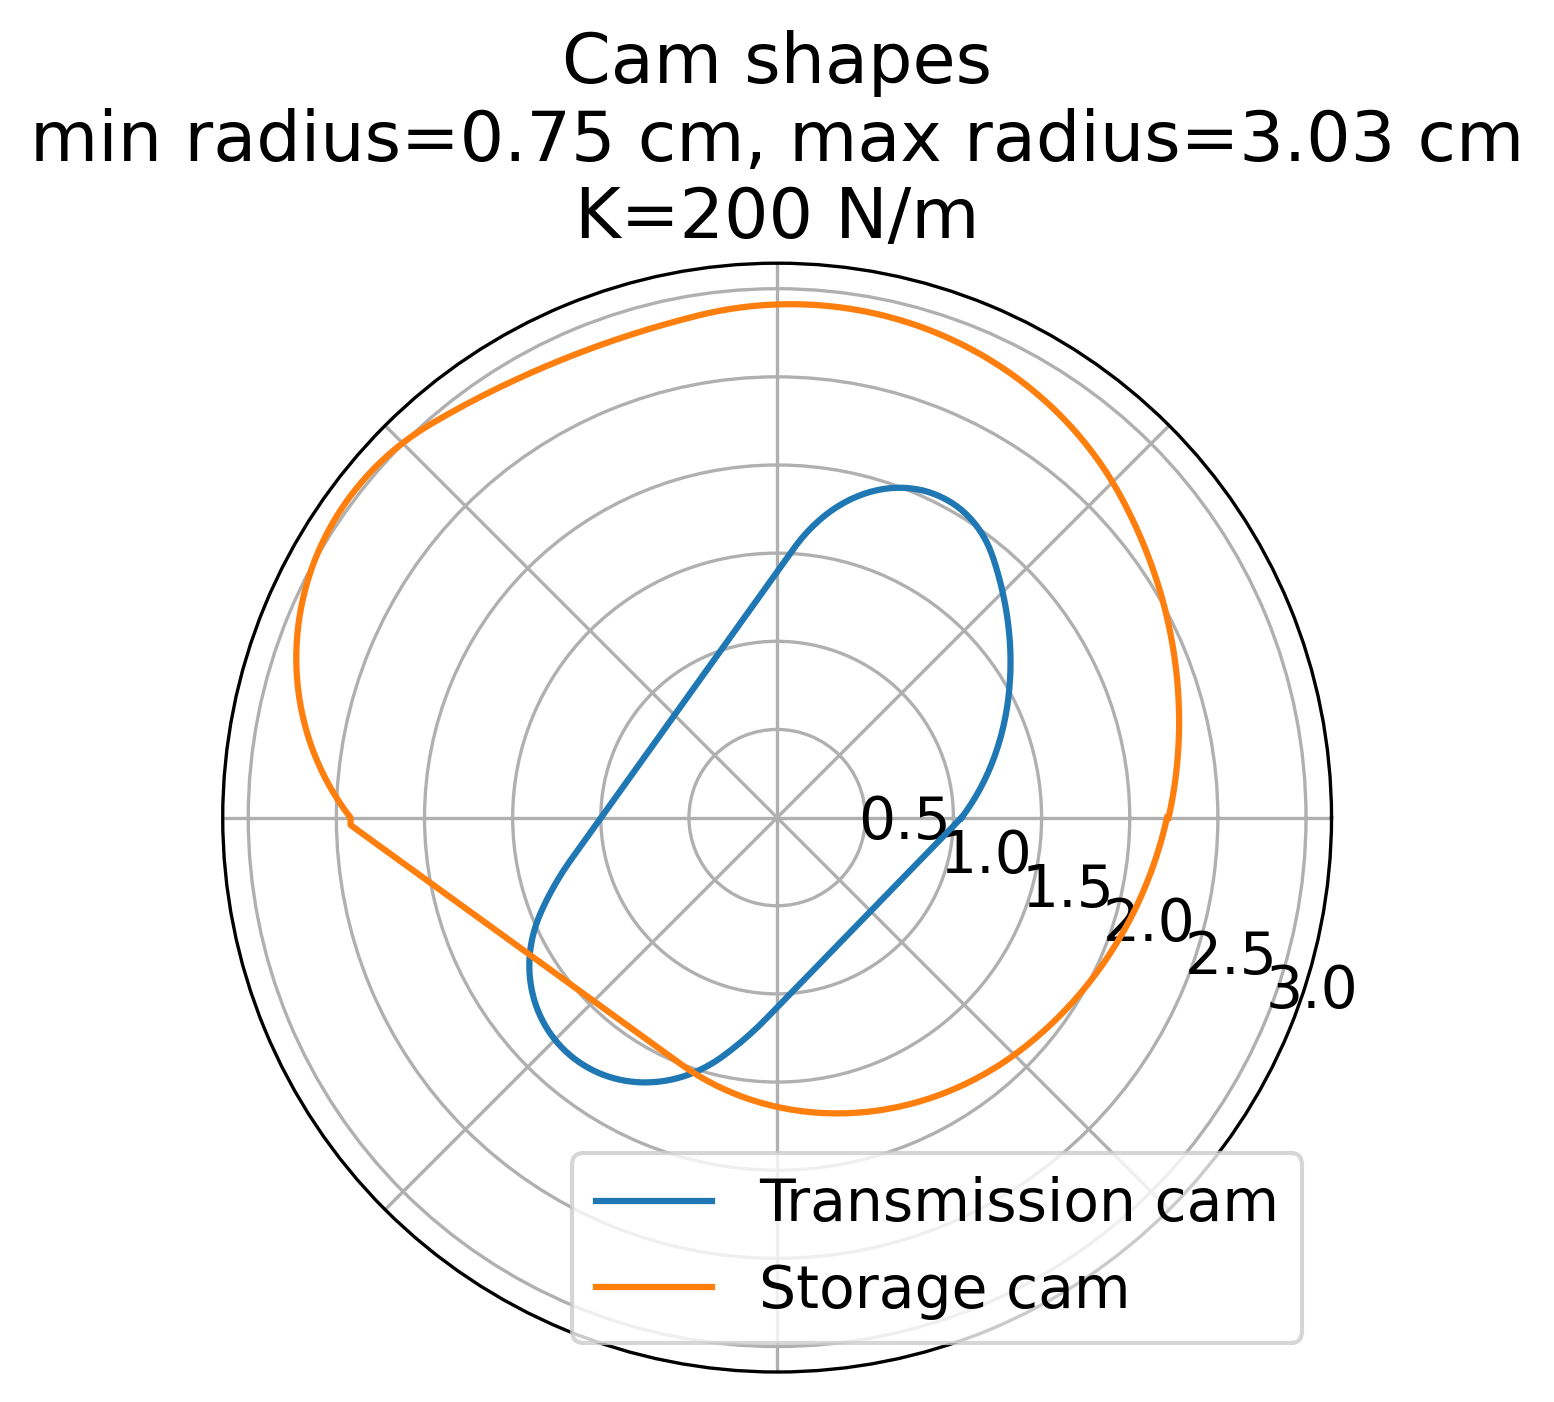 Cam shapes
min radius=0.75 cm, max radius=3.03 cm
K=200 N/m
0.5
1.0
1.5
2.0
2.5
3.0
Transmission cam
Storage cam